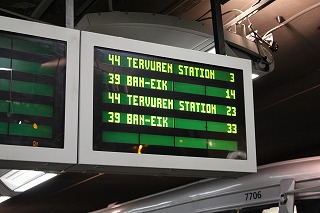 44 TERVUREN STATION 3
39 BAN-EIK 14
44 TERVUREN STATION 23
39 BAN-EIK 33
7706